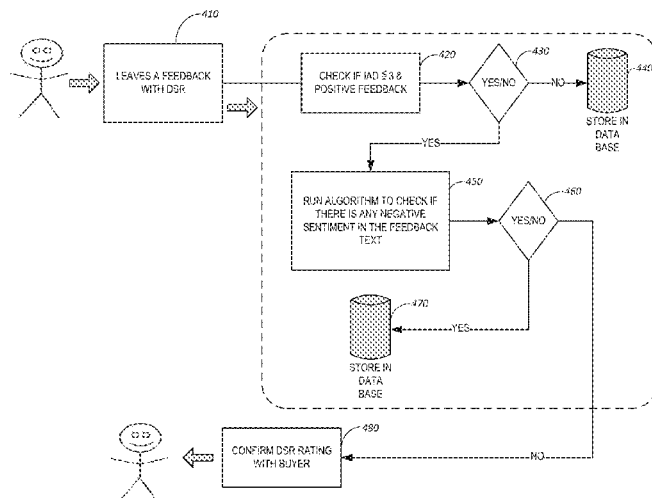 410
LEAVES A FEEDBACK
WITH DSR
420
CHECK IF IAD ≤3 &
POSITIVE FEEDBACK
430
YES/NO
NO
440
STORE IN
DATA
BASE
YES
450
RUN ALGORITHM TO CHECK IF
THERE IS ANY NEGATIVE
SENTIMENT IN THE FEEDBACK
TEXT
460
YES/NO
470
YES
STORE IN
DATA
BASE
480
CONFIRM DSR RATING
WITH BUYER
NO